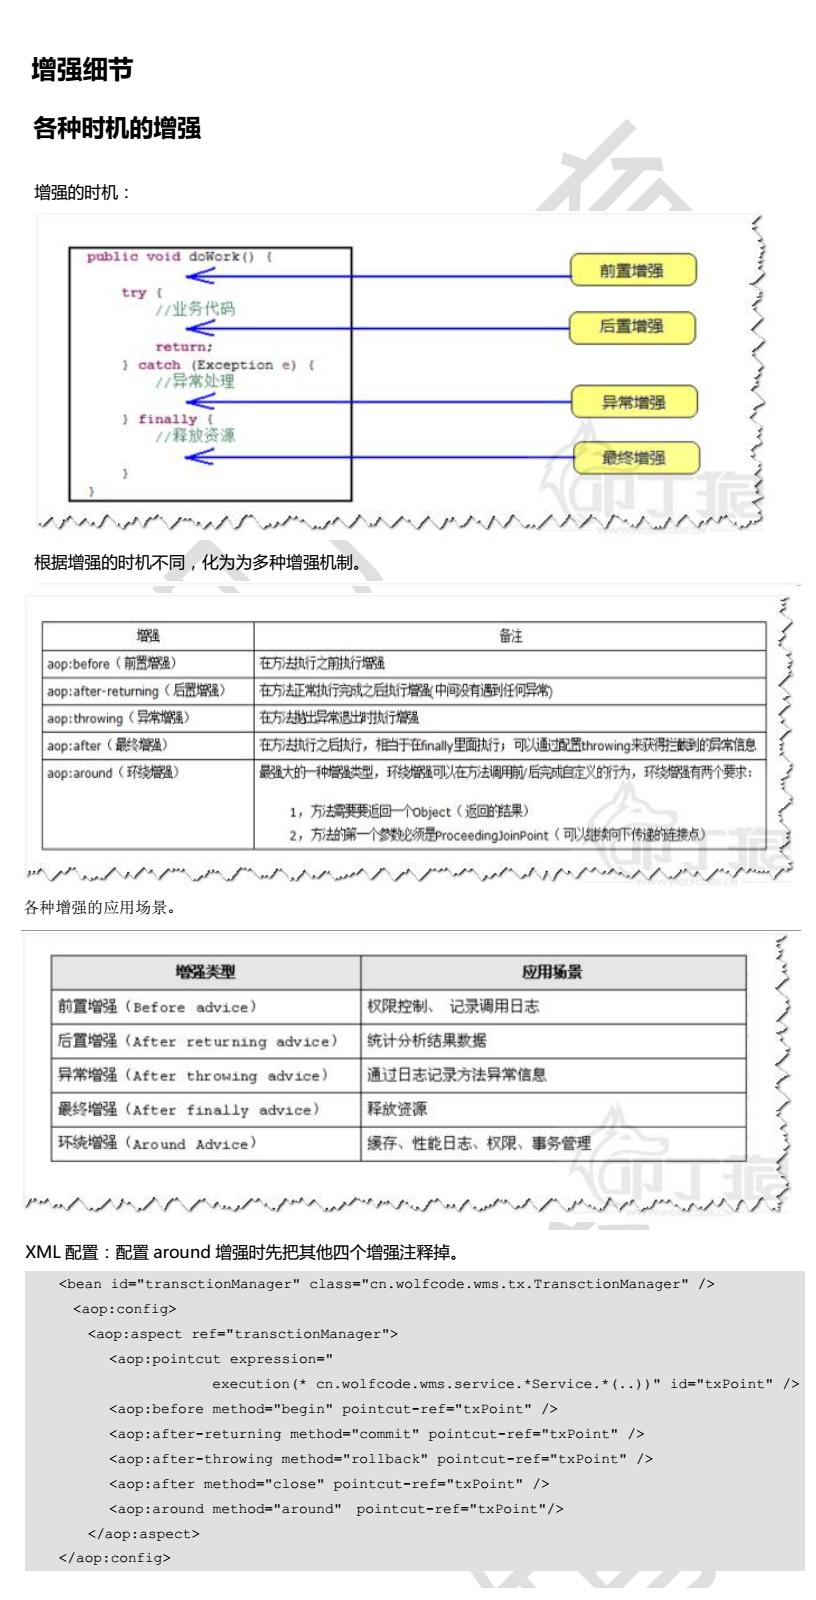 增强细节
各种时机的增强
增强的时机：
public void doWork() {
前置增强
try {
//业务代码
后置增强
return;
} catch (Exception e) {
//异常处理
异常增强
} finally {
//释放资源
最终增强
}
}
根据增强的时机不同，化为为多种增强机制。
增强 备注
aop:before（前置增强） 在方法执行之前执行增强
aop:after-returning（后置增强） 在方法正常执行完成之后执行增强(中间没有遇到任何异常)
aop:throwing（异常增强） 在方法抛出异常退出时执行增强
aop:after（最终增强） 在方法执行之后执行，相当于在finally里面执行；可以通过配置throwing来获得拦截到的异常信息
aop:around（环绕增强） 最强大的一种增强类型，环绕增强可以在方法调用前/后完成自定义的行为，环绕增强有两个要求：
1，方法需要要返回一个Object（返回的结果）
2，方法的第一个参数必须是ProceedingJoinPoint（可以继续向下传递的连接点）
各种增强的应用场景。
增强类型 应用场景
前置增强（Before advice） 权限控制、 记录调用日志
后置增强（After returning advice） 统计分析结果数据
异常增强（After throwing advice） 通过日志记录方法异常信息
最终增强（After finally advice） 释放资源
环绕增强（Around Advice） 缓存、性能日志、权限、事务管理
XML 配置：配置 around 增强时先把其他四个增强注释掉。
<bean id="transctionManager" class="cn.wolfcode.wms.tx.TransctionManager" />
<aop:config>
<aop:aspect ref="transctionManager">
<aop:pointcut expression="
execution(* cn.wolfcode.wms.service.*Service.*(..))" id="txPoint" />
<aop:before method="begin" pointcut-ref="txPoint" />
<aop:after-returning method="commit" pointcut-ref="txPoint" />
<aop:after-throwing method="rollback" pointcut-ref="txPoint" />
<aop:after method="close" pointcut-ref="txPoint" />
<aop:around method="around" pointcut-ref="txPoint"/>
</aop:aspect>
</aop:config>